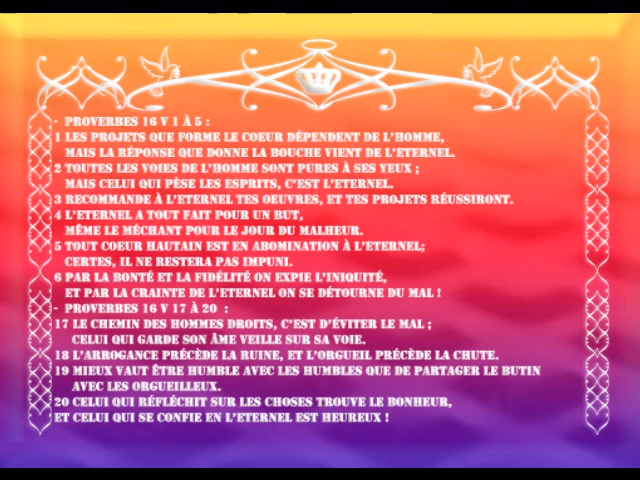 - PROVERBES 16 V 1 À 5 :
1 LES PROJETS QUE FORME LE COEUR DÉPENDENT DE L'HOMME,
MAIS LA RÉPONSE QUE DONNE LA BOUCHE VIENT DE L'ETERNEL.
2 TOUTES LES VOIES DE L'HOMME SONT PURES À SES YEUX ;
MAIS CELUI QUI PÈSE LES ESPRITS, C'EST L'ETERNEL.
3 RECOMMANDE À L'ETERNEL TES OEUVRES, ET TES PROJETS RÉUSSIRONT.
4 L'ETERNEL A TOUT FAIT POUR UN BUT,
MÊME LE MÉCHANT POUR LE JOUR DU MALHEUR.
5 TOUT COEUR HAUTAIN EST EN ABOMINATION À L'ETERNEL;
CERTES, IL NE RESTERA PAS IMPUNI.
6 PAR LA BONTÉ ET LA FIDÉLITÉ ON EXPIE L'INIQUITÉ,
ET PAR LA CRAINTE DE L'ETERNEL ON SE DÉTOURNE DU MAL !
- PROVERBES 16 V 17 À 20 :
17 LE CHEMIN DES HOMMES DROITS, C'EST D'ÉVITER LE MAL ;
CELUI QUI GARDE SON ÂME VEILLE SUR SA VOIE.
18 L'ARROGANCE PRÉCÈDE LA RUINE, ET L'ORGUEIL PRÉCÈDE LA CHUTE.
19 MIEUX VAUT ÊTRE HUMBLE AVEC LES HUMBLES QUE DE PARTAGER LE BUTIN
AVEC LES ORGUEILLEUX.
20 CELUI QUI RÉFLÉCHIT SUR LES CHOSES TROUVE LE BONHEUR,
ET CELUI QUI SE CONFIE EN L'ETERNEL EST HEUREUX !